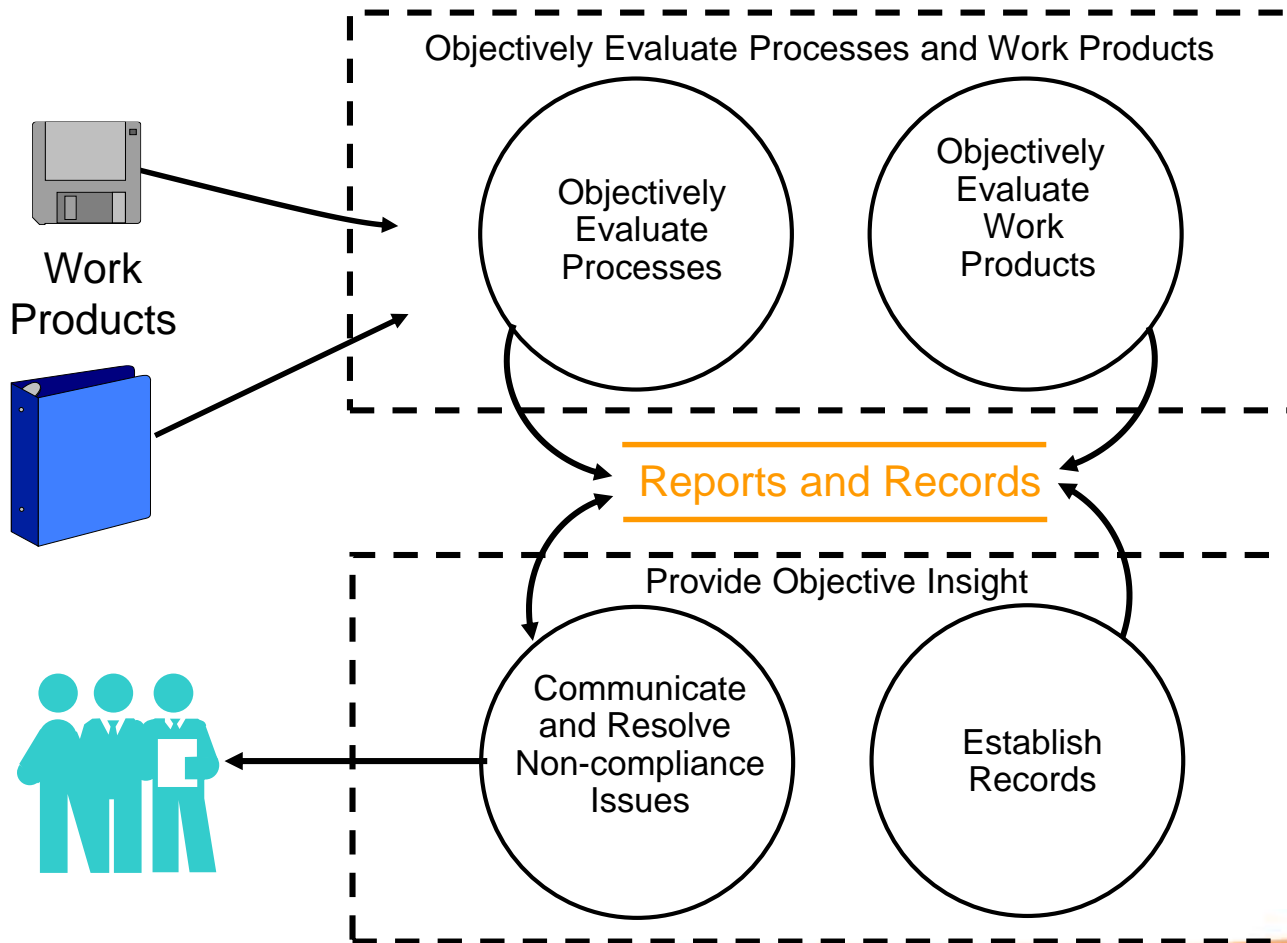 Objectively Evaluate Processes and Work Products
Objectively
Evaluate
Processes
Objectively
Evaluate
Work
Products
Work
Products
Reports and Records
Provide Objective Insight
Communicate
and Resolve
Non-compliance
Issues
Establish
Records